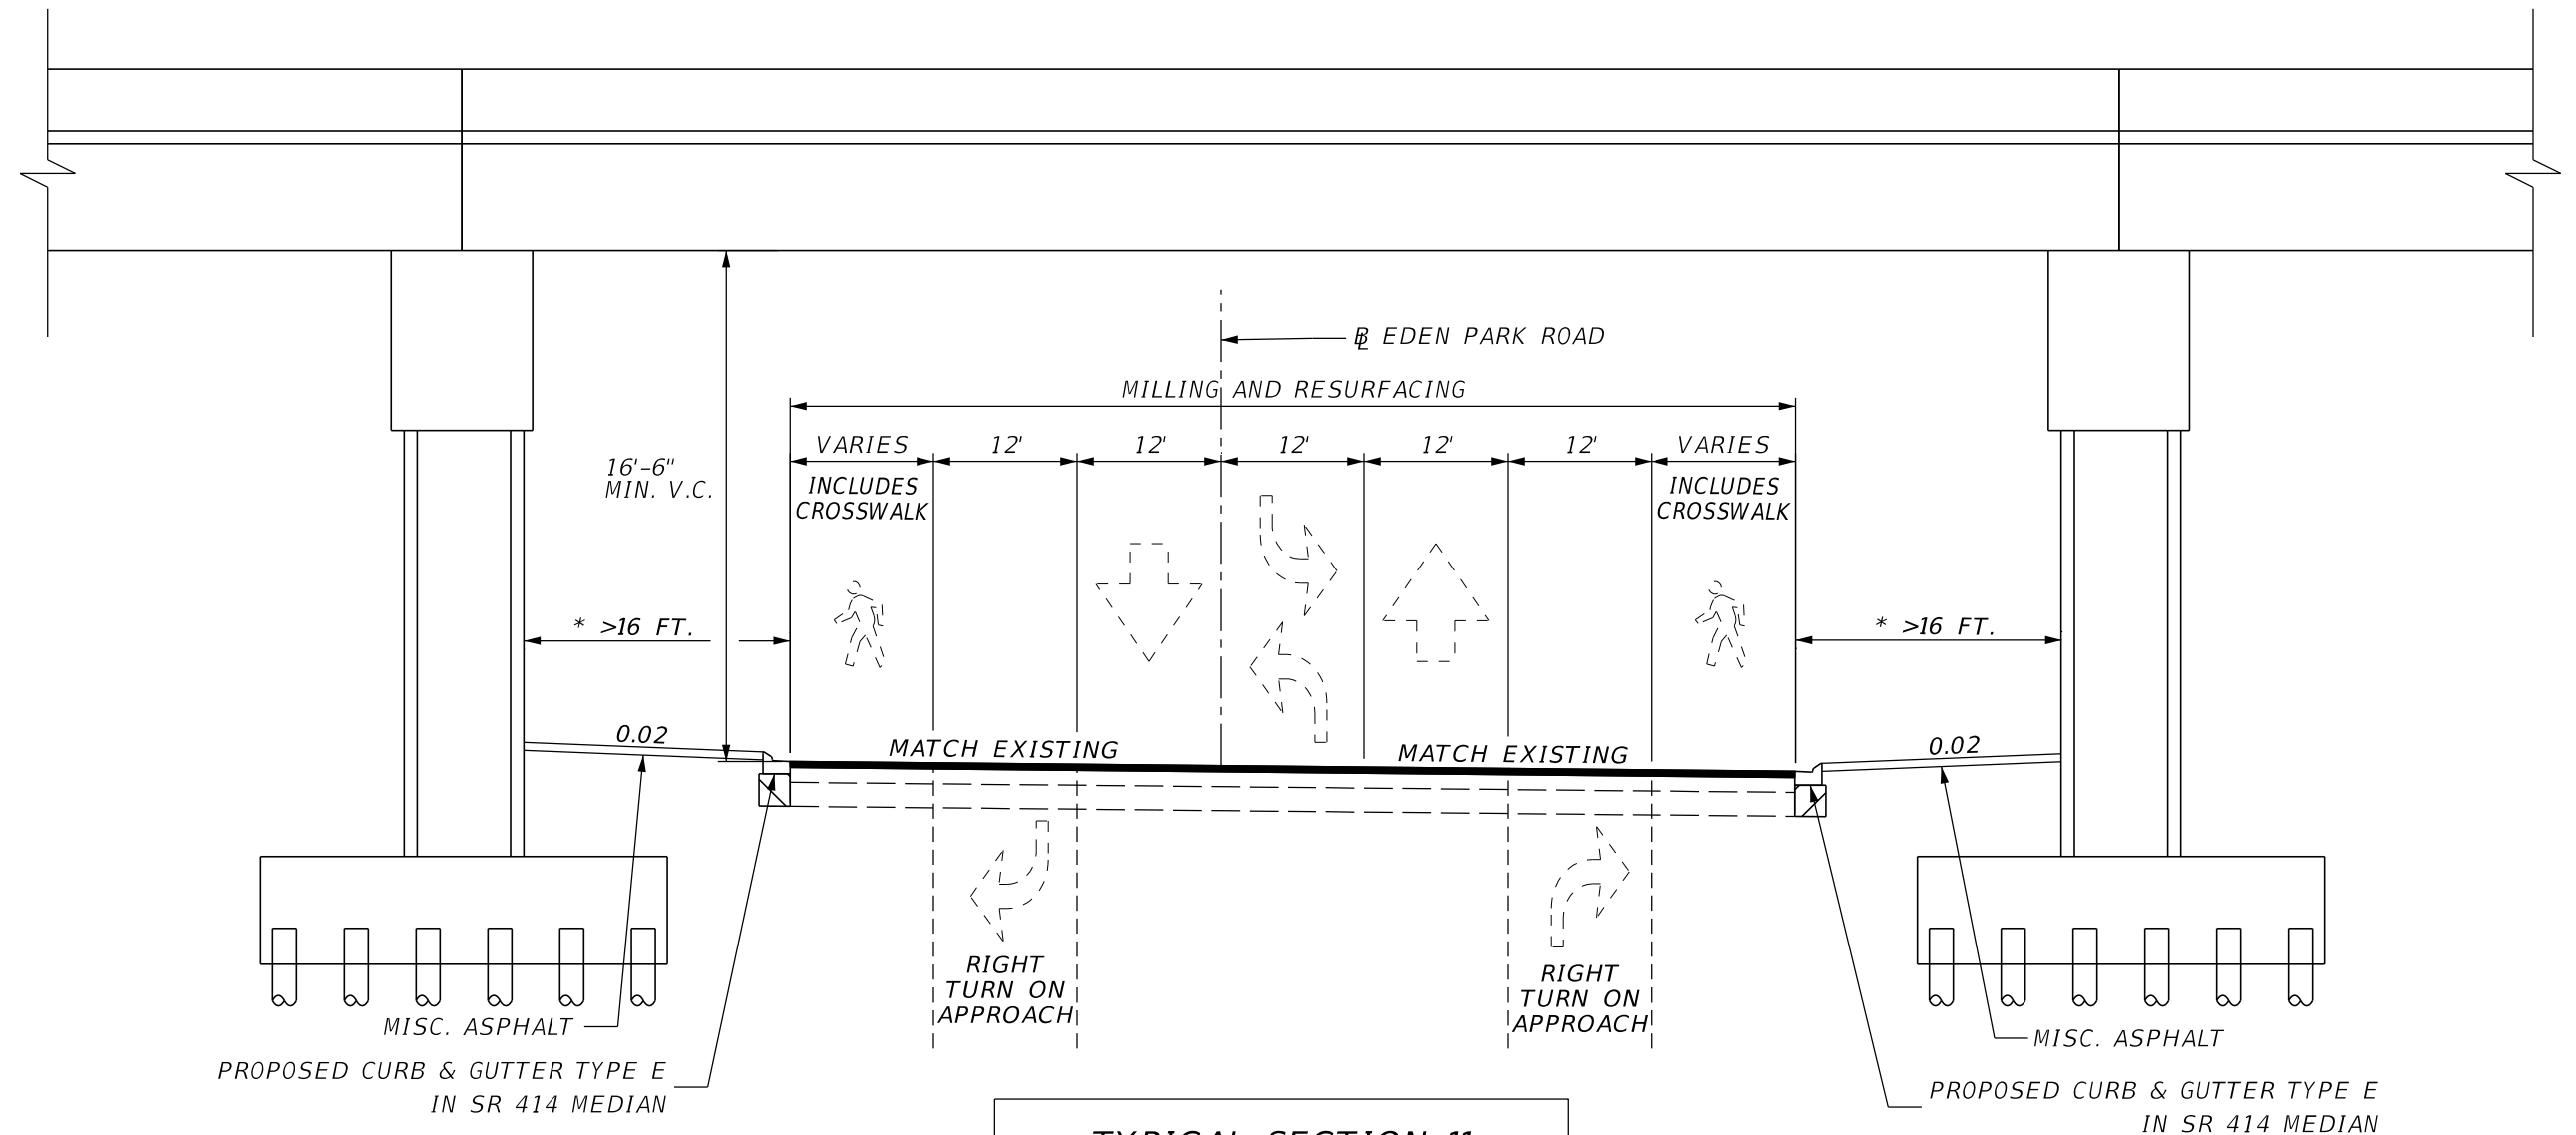 ℄ EDEN PARK ROAD
MILLING AND RESURFACING
VARIES
12'
12'
12'
12'
12'
VARIES
16'-6"
MIN. V.C.
INCLUDES
CROSSWALK
INCLUDES
CROSSWALK
* >16 FT.
* >16 FT.
0.02
MATCH EXISTING
MATCH EXISTING
0.02
RIGHT
TURN ON
APPROACH
RIGHT
TURN ON
APPROACH
MISC. ASPHALT
MISC. ASPHALT
PROPOSED CURB & GUTTER TYPE E
IN SR 414 MEDIAN
PROPOSED CURB & GUTTER TYPE E
IN SR 414 MEDIAN
TYPICAL SECTION 11